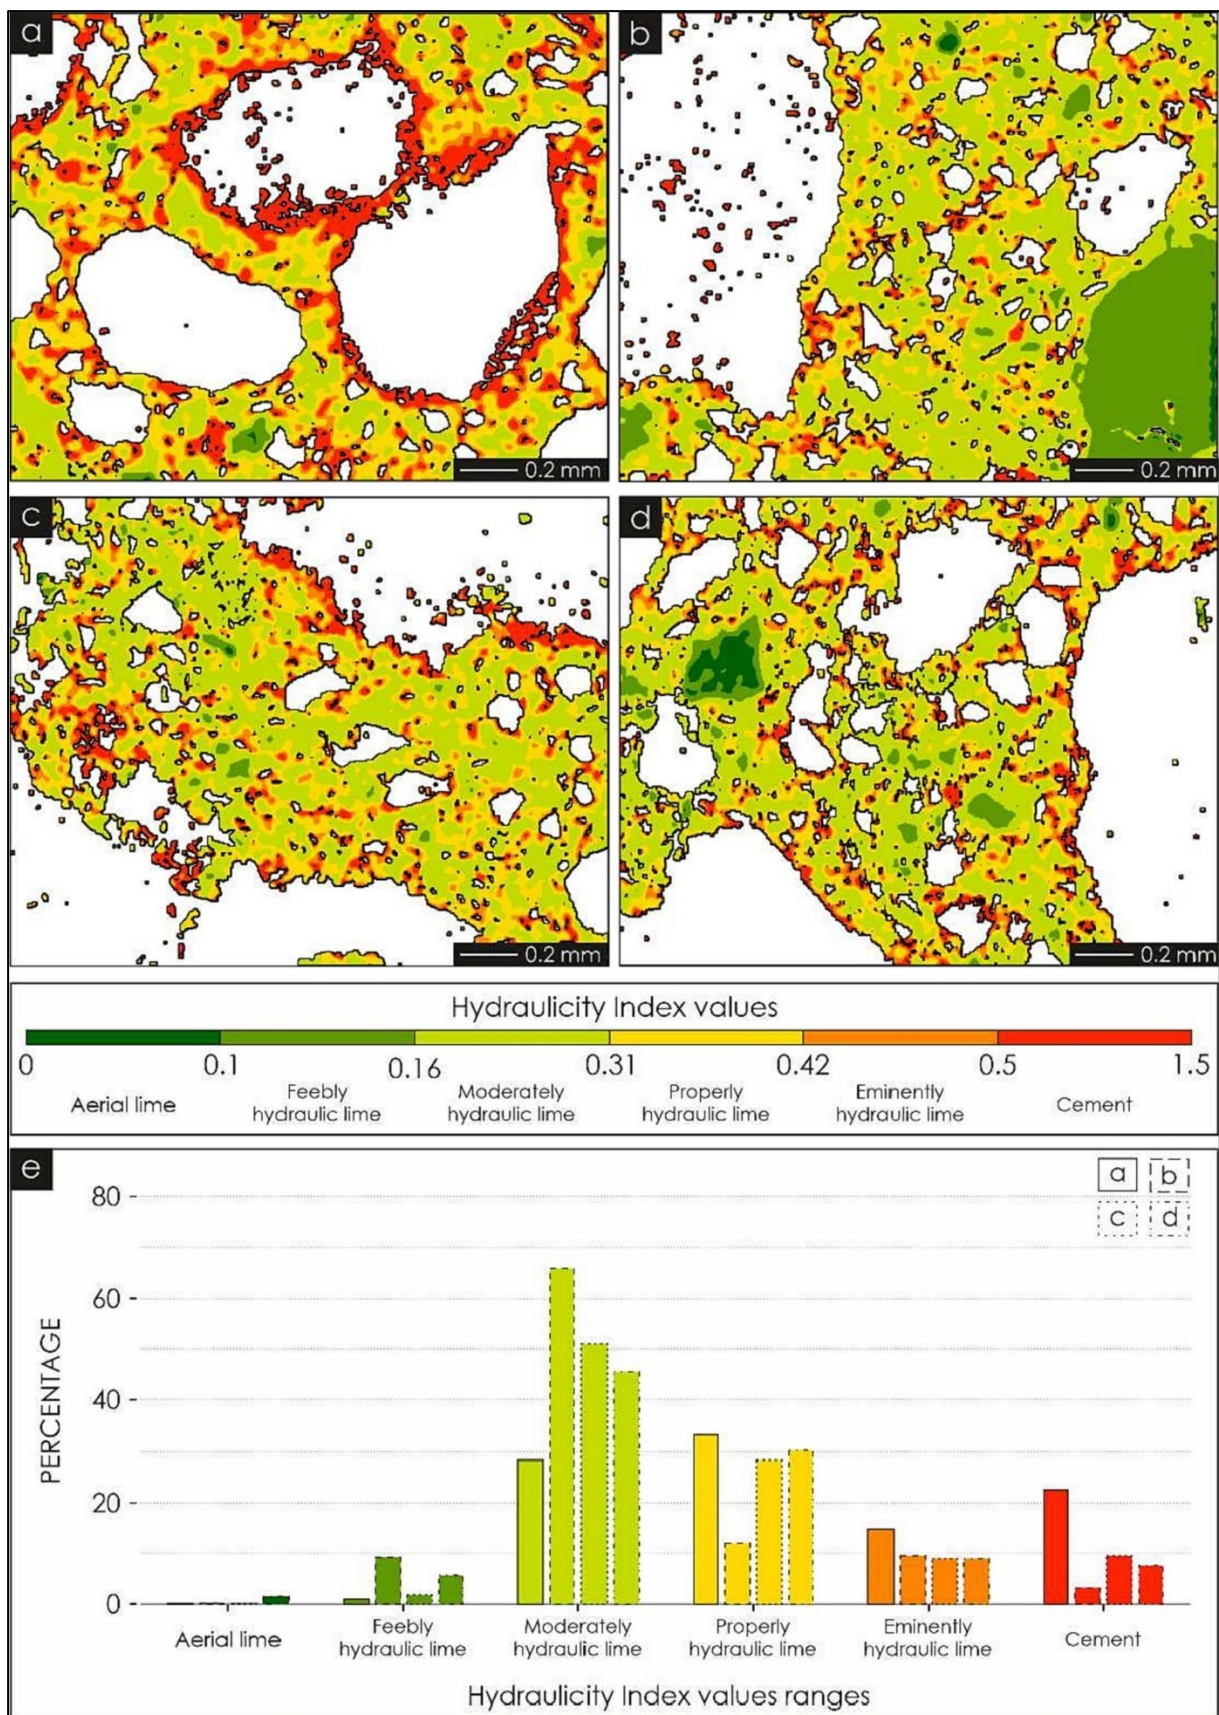 a
b
0.2 mm
0.2 mm
c
d
0.2 mm
0.2 mm
Hydraulicity Index values
0 0.1 0.16 0.31 0.42 0.5 1.5
Aerial lime
Feebly
hydraulic lime
Moderately
hydraulic lime
Properly
hydraulic lime
Eminently
hydraulic lime
Cement
e
a b
c d
80
60
40
20
0
PERCENTAGE
Aerial lime
Feebly
hydraulic lime
Moderately
hydraulic lime
Properly
hydraulic lime
Eminently
hydraulic lime
Cement
Hydraulicity Index values ranges